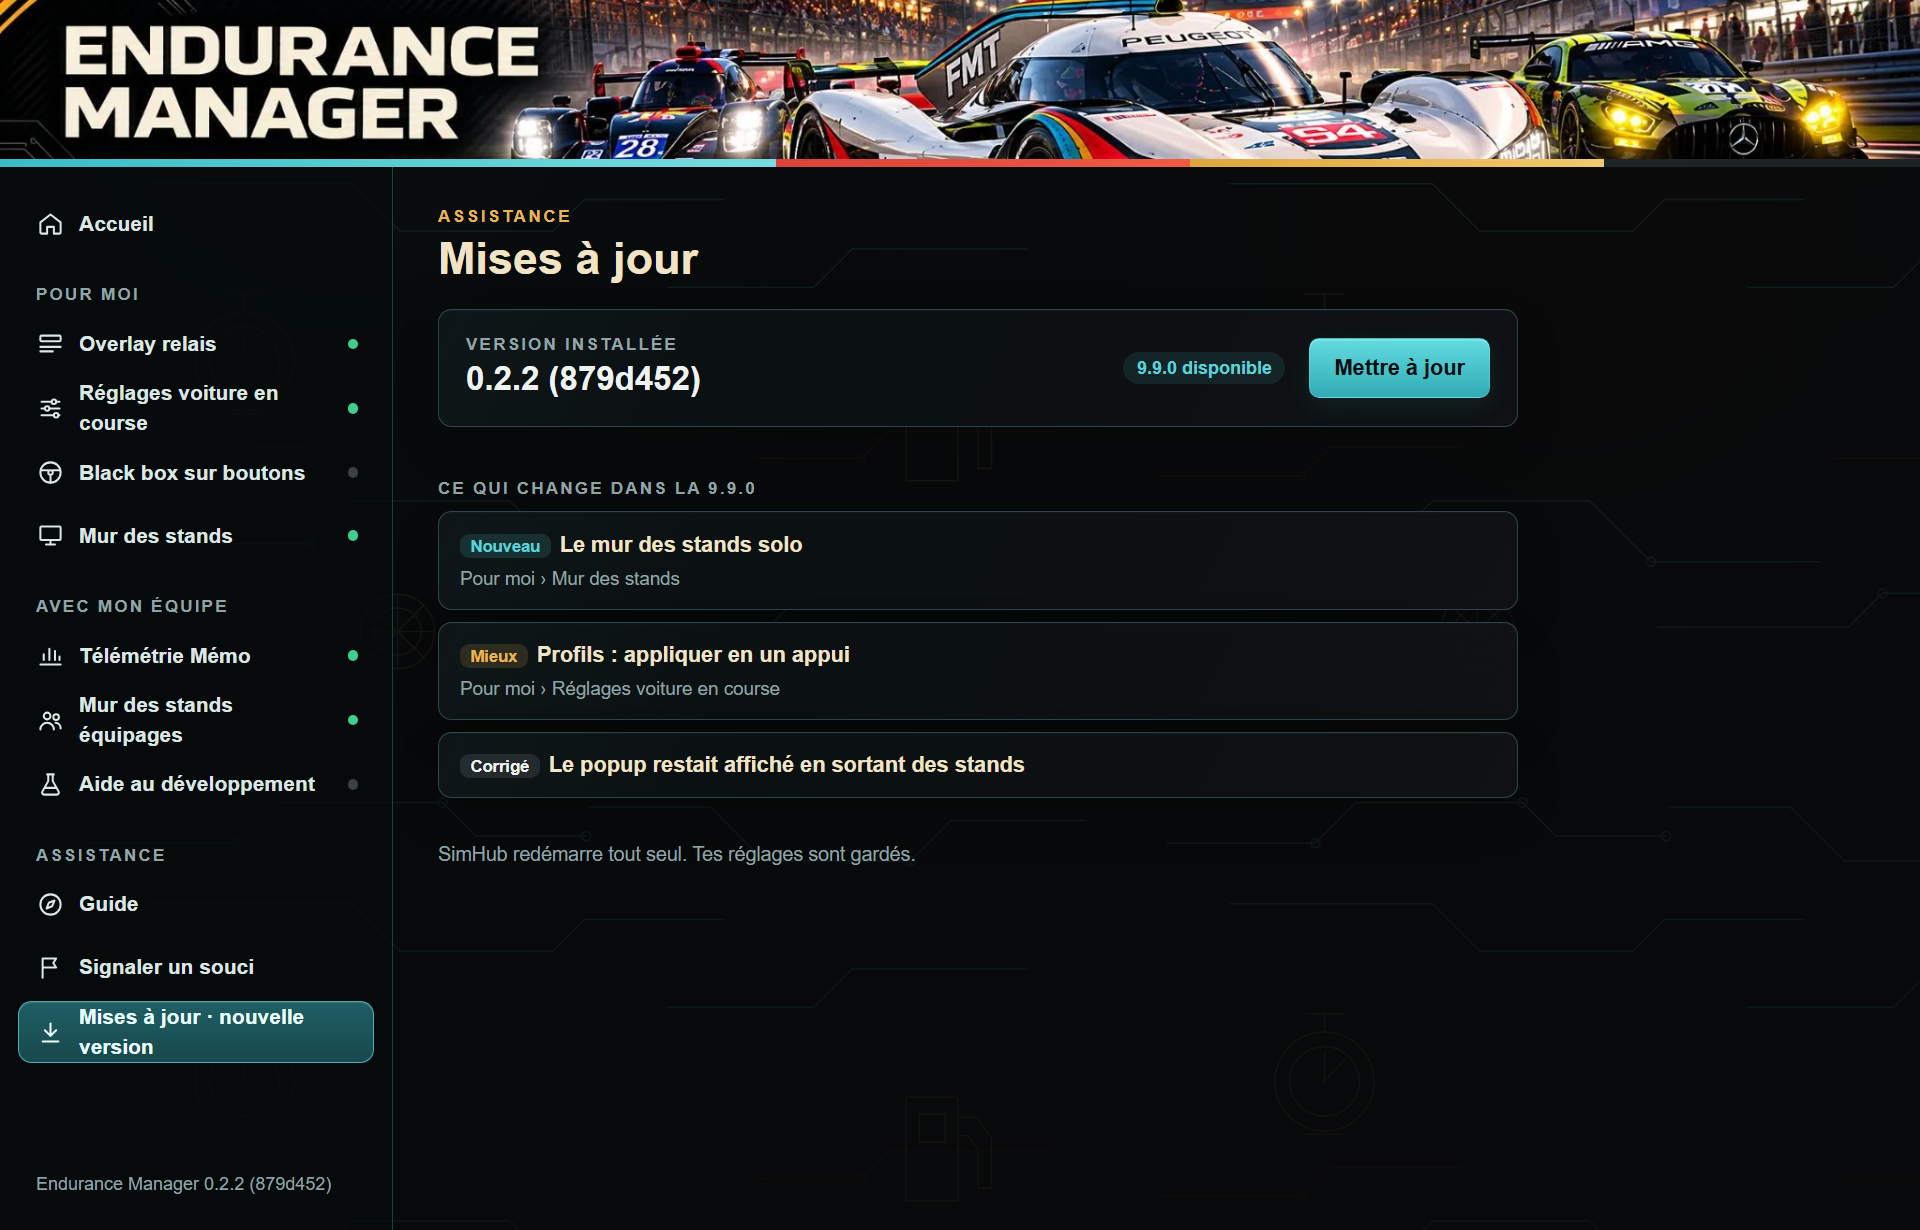 ENDURANCE
MANAGER
FMT
PEUGEOT
AMG
28
94
Accueil
POUR MOI
Overlay relais
Réglages voiture en
course
Black box sur boutons
Mur des stands
AVEC MON ÉQUIPE
Télémétrie Mémo
Mur des stands
équipages
Aide au développement
ASSISTANCE
Guide
Signaler un souci
Mises à jour · nouvelle
version
Endurance Manager 0.2.2 (879d452)
ASSISTANCE
Mises à jour
VERSION INSTALLÉE
0.2.2 (879d452)
9.9.0 disponible
Mettre à jour
CE QUI CHANGE DANS LA 9.9.0
Nouveau Le mur des stands solo
Pour moi › Mur des stands
Mieux Profils : appliquer en un appui
Pour moi › Réglages voiture en course
Corrigé Le popup restait affiché en sortant des stands
SimHub redémarre tout seul. Tes réglages sont gardés.